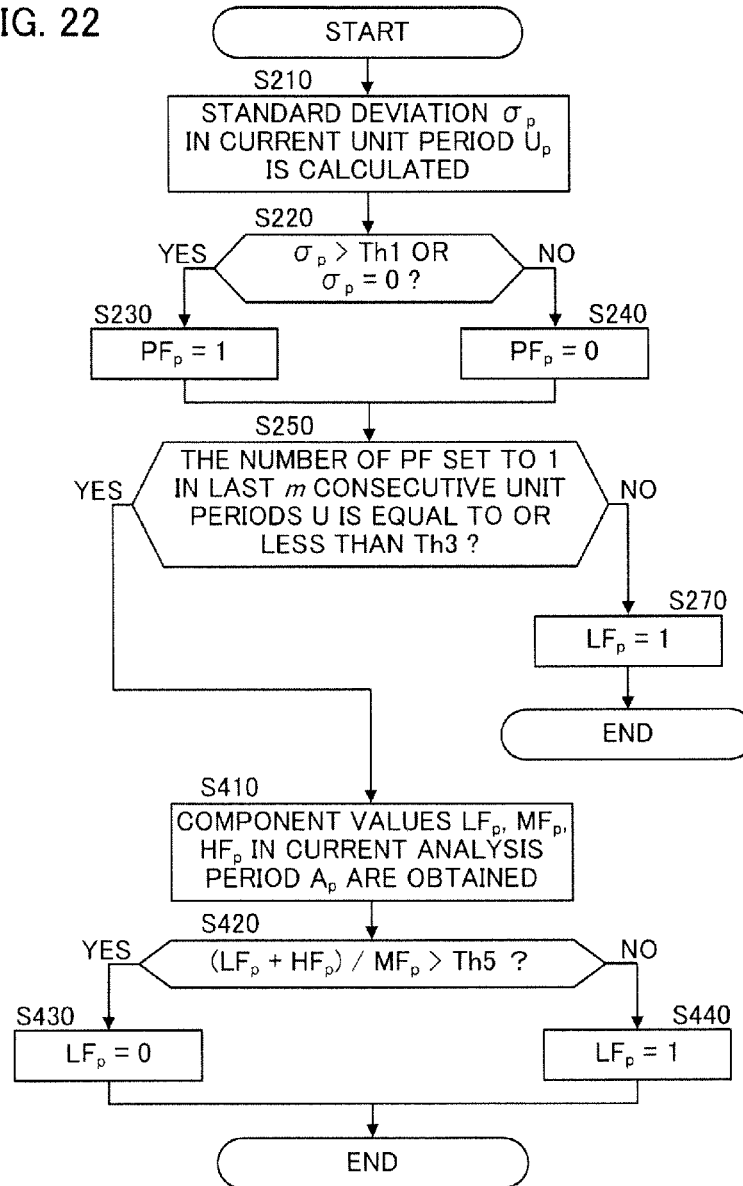 IG. 22
START
S210
STANDARD DEVIATION σp
IN CURRENT UNIT PERIOD Up
IS CALCULATED
S220
YES
σp > Th1 OR
σp = 0 ?
NO
S230
PFp = 1
S240
PFp = 0
S250
YES
THE NUMBER OF PF SET TO 1
IN LAST m CONSECUTIVE UNIT
PERIODS U IS EQUAL TO OR
LESS THAN Th3 ?
NO
S270
LFp = 1
END
S410
COMPONENT VALUES LFp, MFp,
HFp IN CURRENT ANALYSIS
PERIOD Ap ARE OBTAINED
S420
YES
(LFp + HFp) / MFp > Th5 ?
NO
S430
LFp = 0
S440
LFp = 1
END